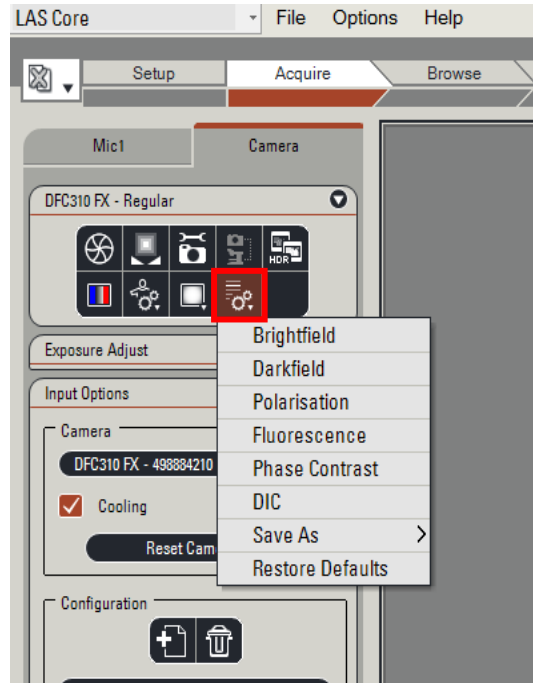 LAS Core File Options Help
Setup Acquire Browse
Mic1 Camera
DFC310 FX - Regular
HDR
Exposure Adjust
Input Options
Camera
DFC310 FX - 498884210
Cooling
Reset Cam
Configuration
Brightfield
Darkfield
Polarisation
Fluorescence
Phase Contrast
DIC
Save As
Restore Defaults